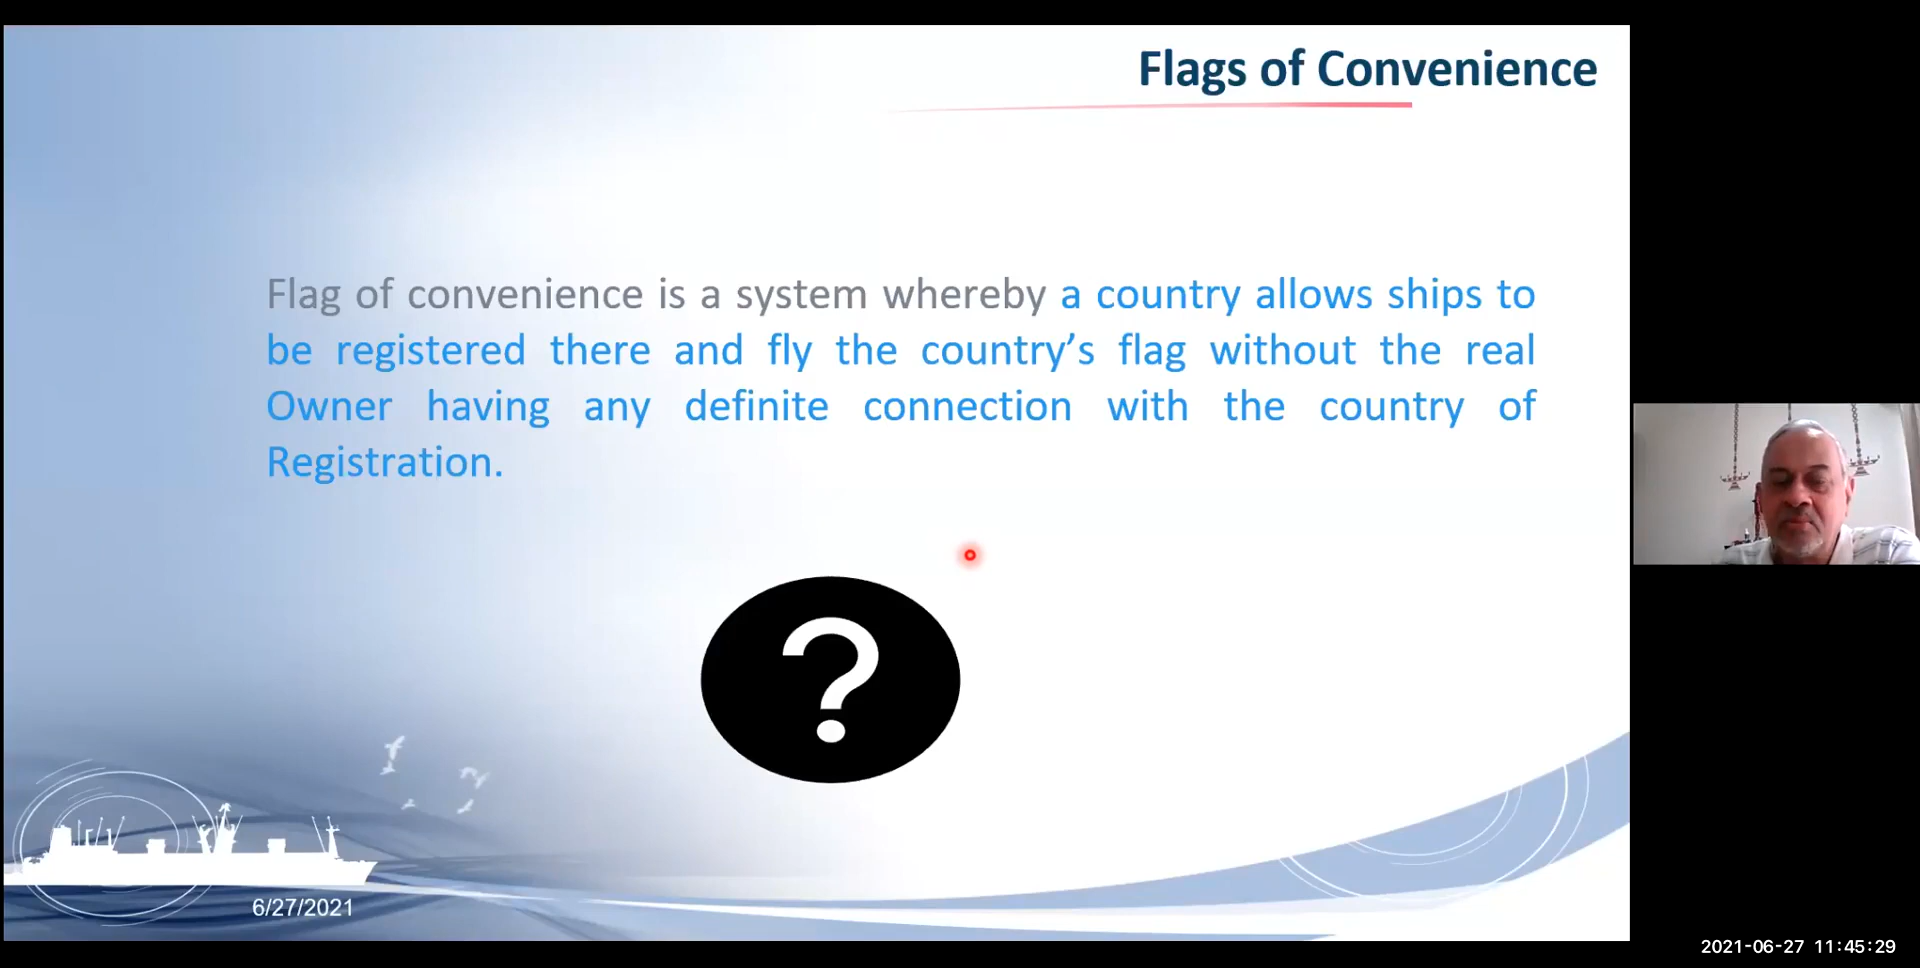 Flags of Convenience
Flag of convenience is a system whereby a country allows ships to
be registered there and fly the country’s flag without the real
Owner having any definite connection with the country of
Registration.
?
6/27/2021
2021-06-27 11:45:29